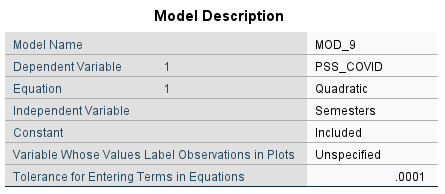 Model Description
Model Name MOD_9
Dependent Variable 1 PSS_COVID
Equation 1 Quadratic
Independent Variable Semesters
Constant Included
Variable Whose Values Label Observations in Plots Unspecified
Tolerance for Entering Terms in Equations .0001